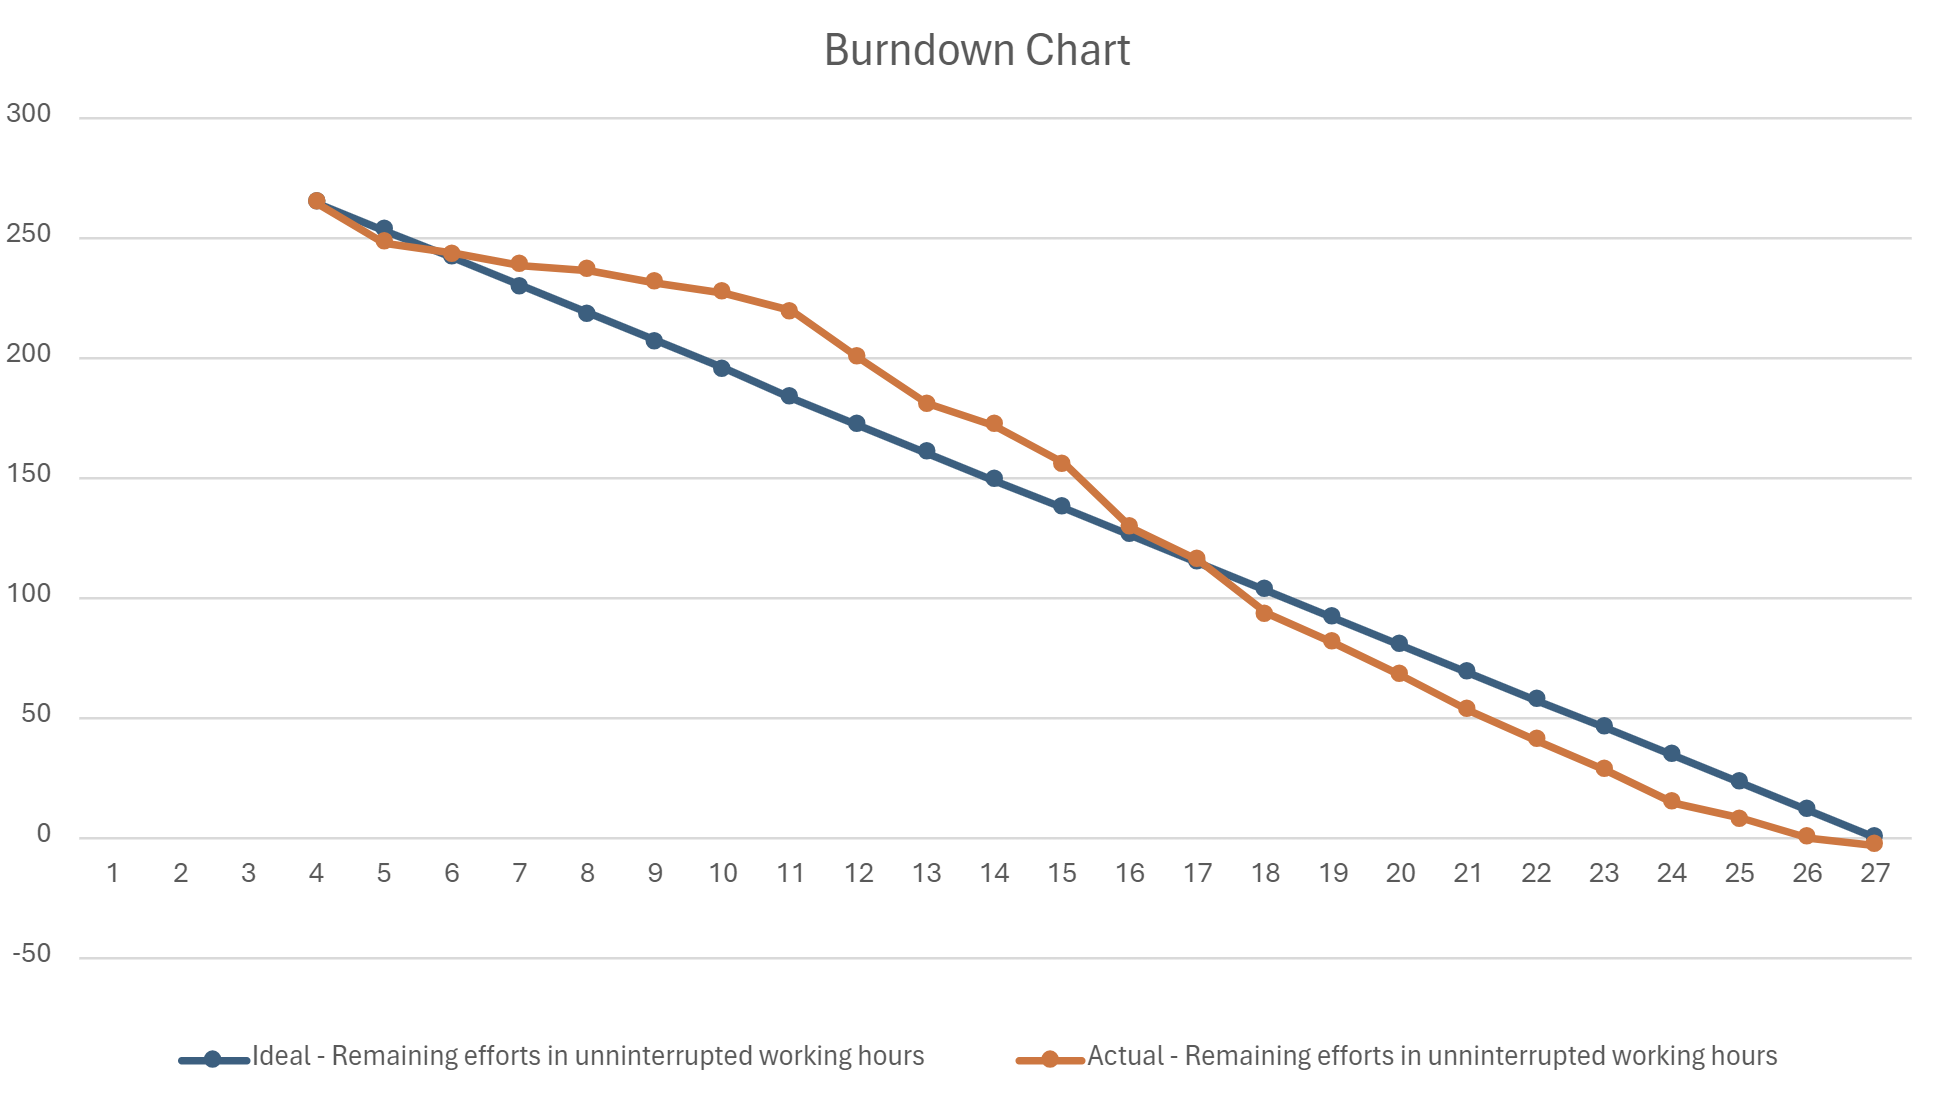 Burndown Chart
300
250
200
150
100
50
0
1 2 3 4 5 6 7 8 9 10 11 12 13 14 15 16 17 18 19 20 21 22 23 24 25 26 27
-50
Ideal - Remaining efforts in unninterrupted working hours Actual - Remaining efforts in unninterrupted working hours